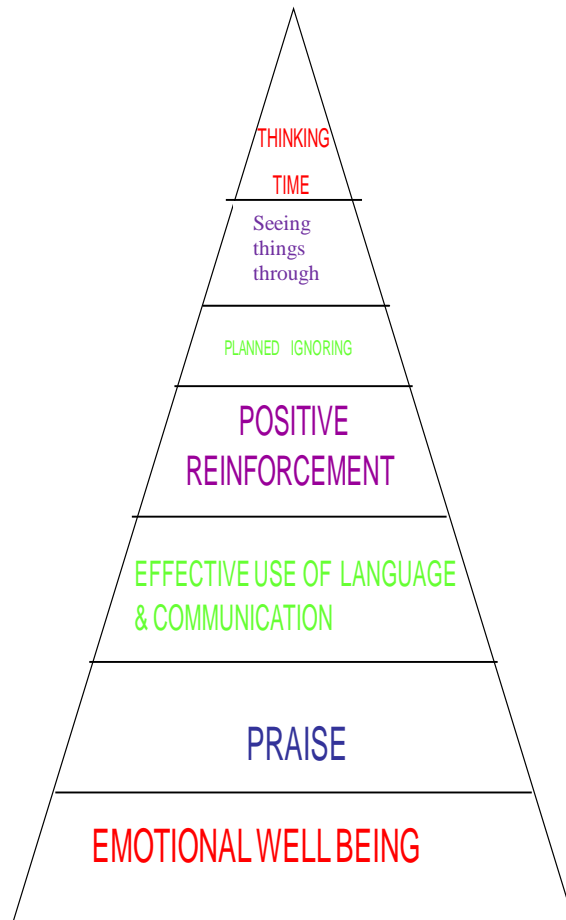 THINKING
TIME
Seeing
things
through
PLANNED IGNORING
POSITIVE
REINFORCEMENT
EFFECTIVE USE OF LANGUAGE
& COMMUNICATION
PRAISE
EMOTIONAL WELL BEING